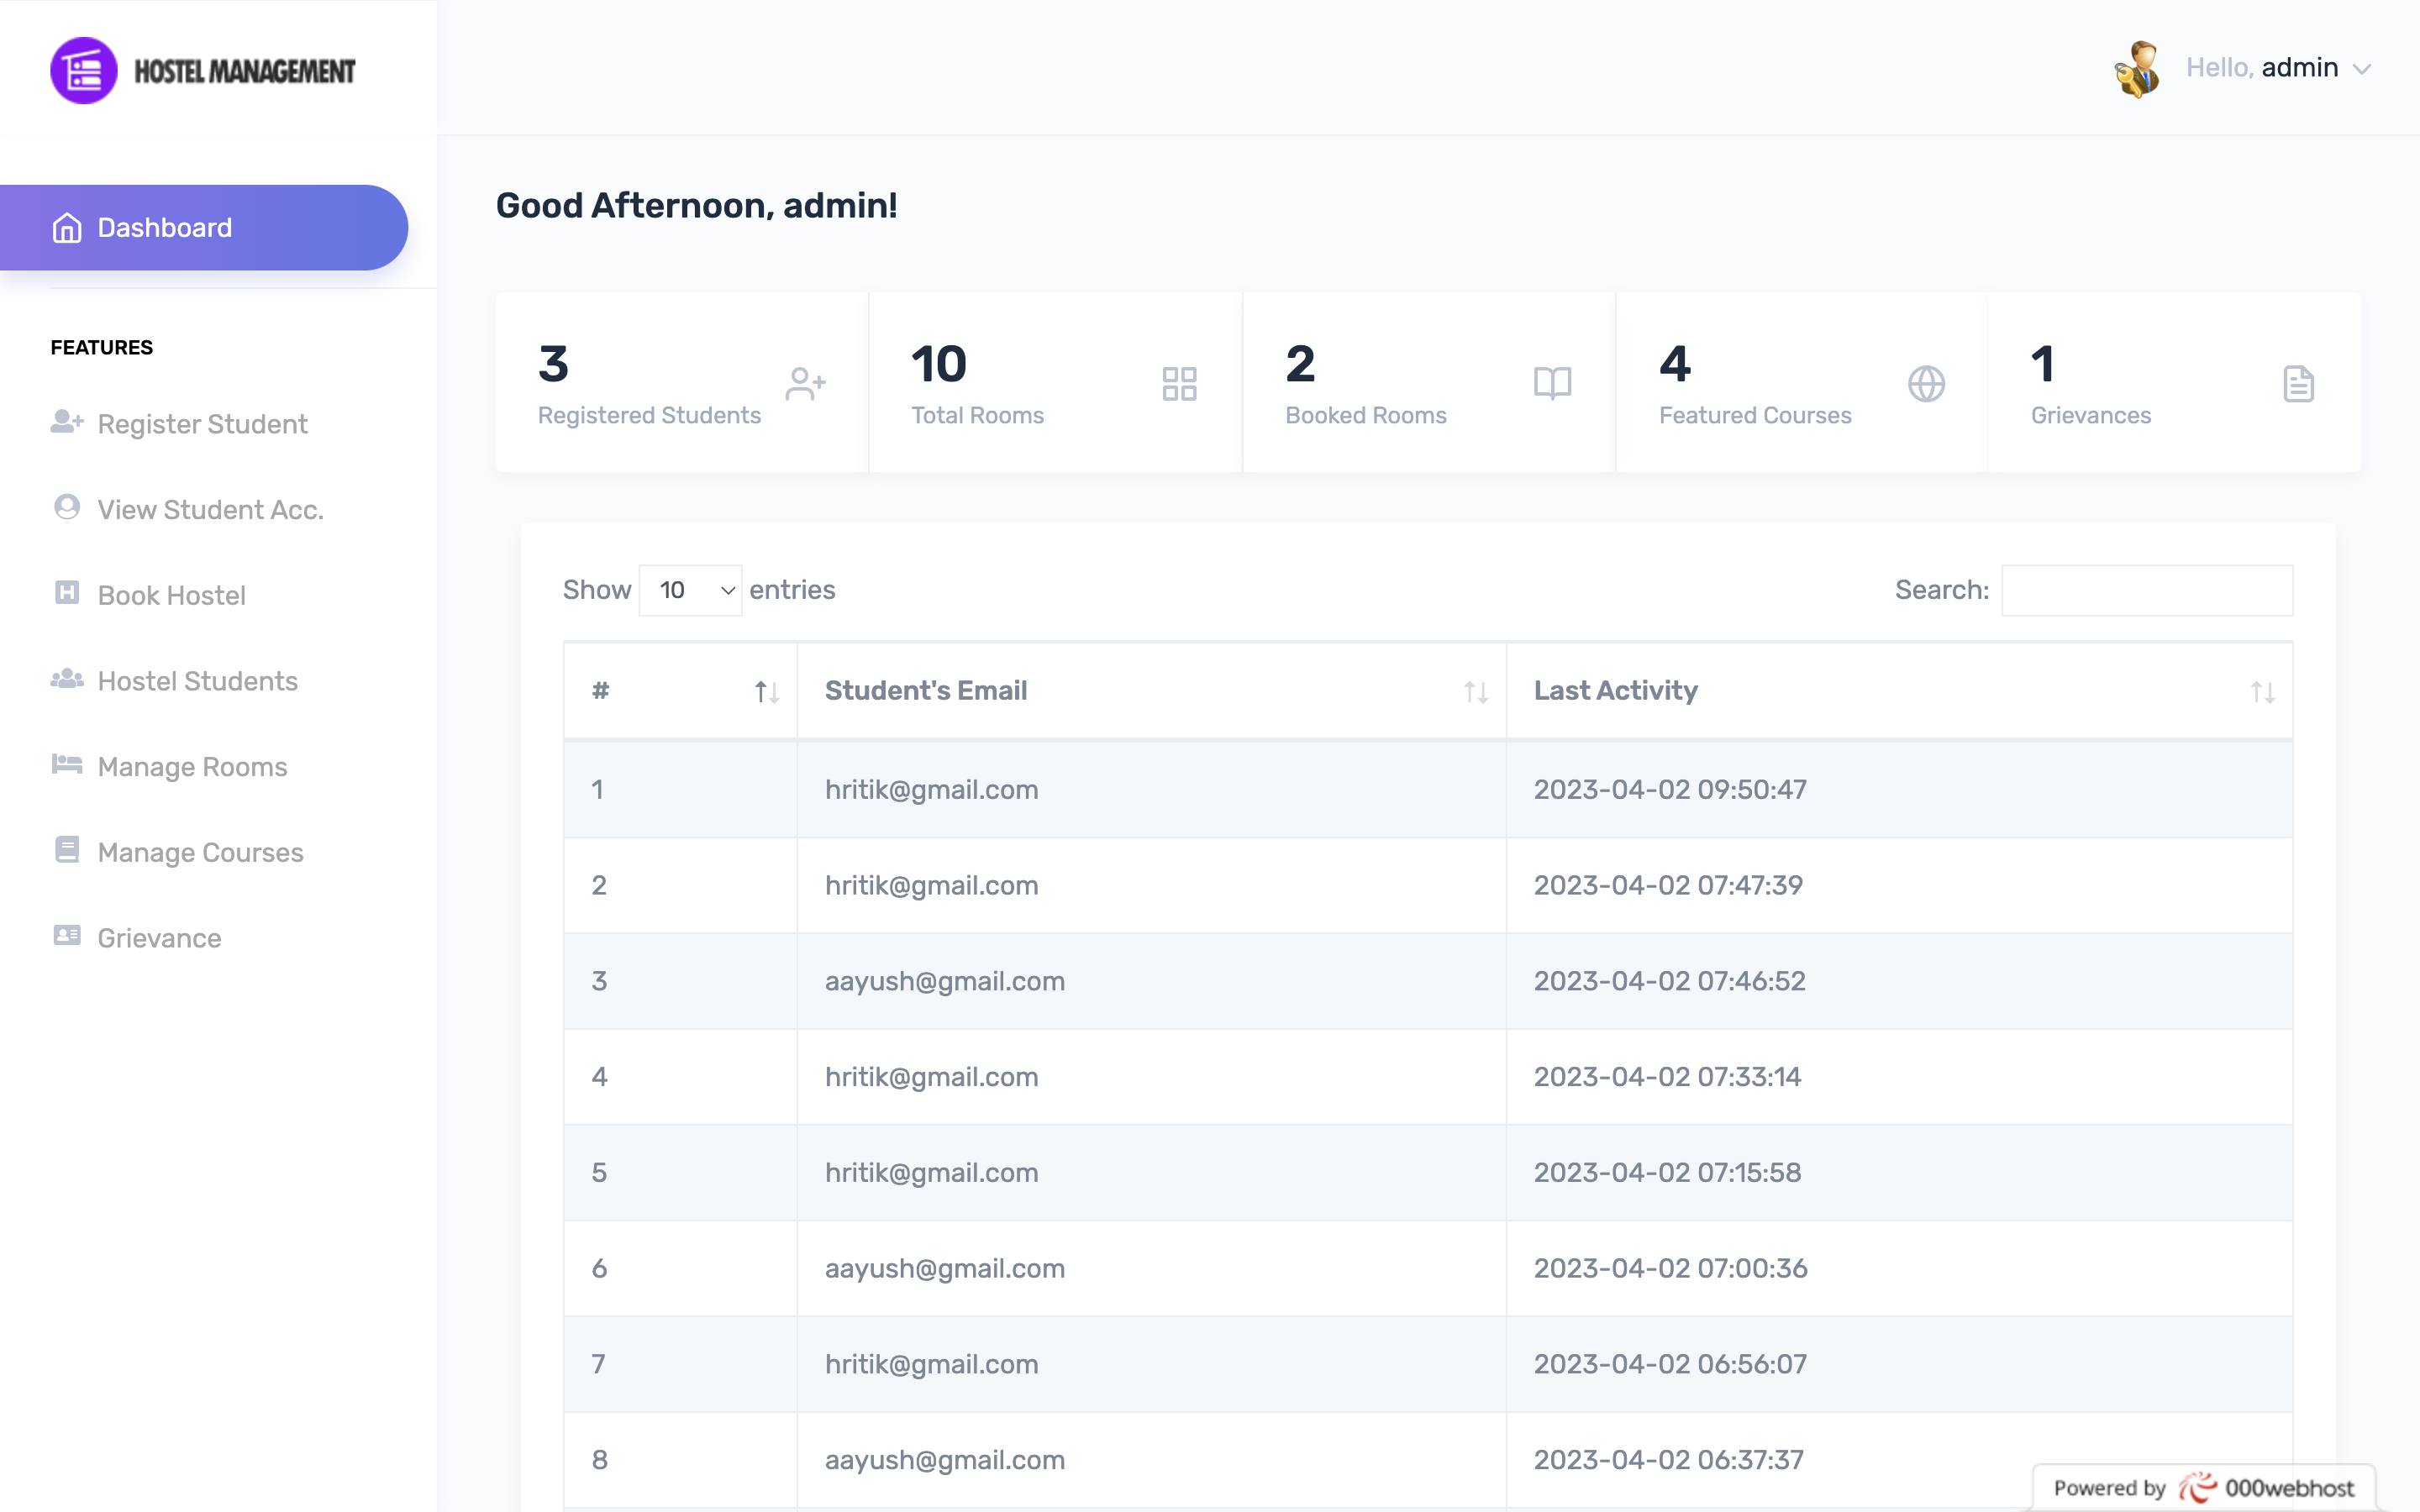 HOSTEL MANAGEMENT
Hello, admin
Dashboard
FEATURES
Register Student
View Student Acc.
Book Hostel
Hostel Students
Manage Rooms
Manage Courses
Grievance
Good Afternoon, admin!
3
Registered Students
10
Total Rooms
2
Booked Rooms
4
Featured Courses
1
Grievances
Show 10 entries
Search:
# Student's Email Last Activity
1 hritik@gmail.com 2023-04-02 09:50:47
2 hritik@gmail.com 2023-04-02 07:47:39
3 aayush@gmail.com 2023-04-02 07:46:52
4 hritik@gmail.com 2023-04-02 07:33:14
5 hritik@gmail.com 2023-04-02 07:15:58
6 aayush@gmail.com 2023-04-02 07:00:36
7 hritik@gmail.com 2023-04-02 06:56:07
8 aayush@gmail.com 2023-04-02 06:37:37
Powered by 000webhost